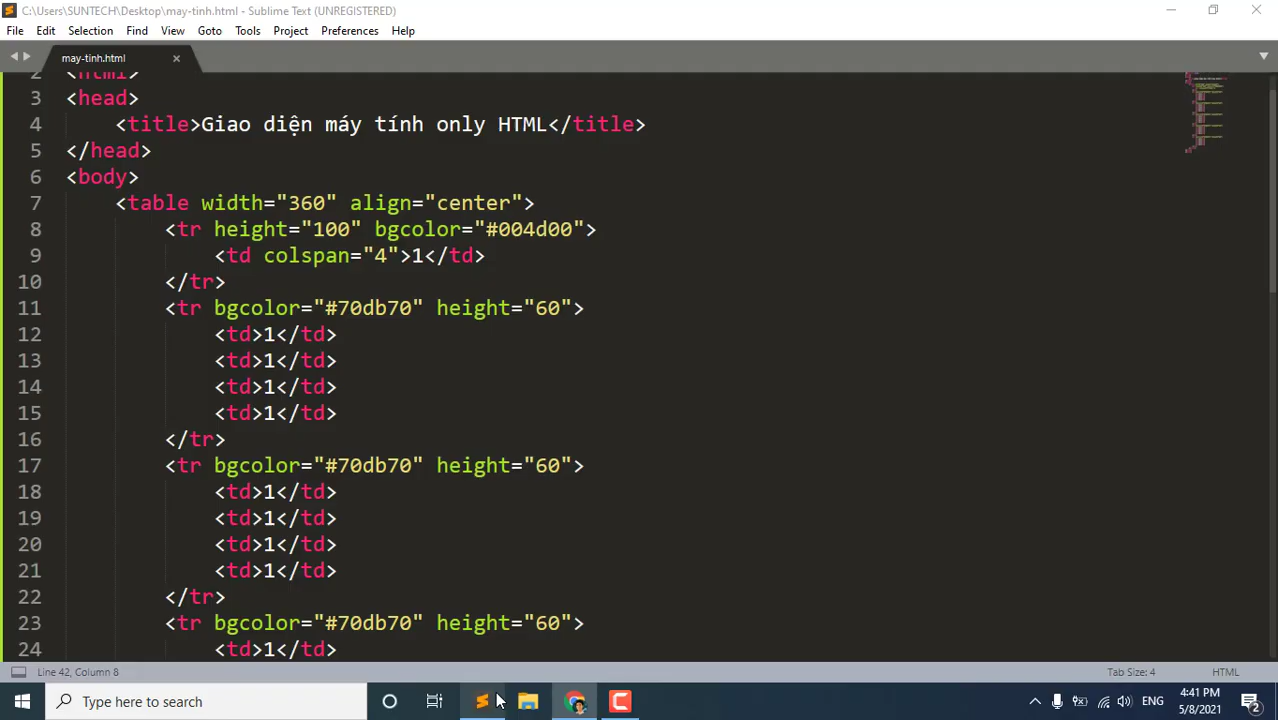 C:\Users\SUNTECH\Desktop\may-tinh.html - Sublime Text (UNREGISTERED)
File Edit Selection Find View Goto Tools Project Preferences Help
may-tinh.html
2 <html>
3 <head>
4 <title>Giao diện máy tính only HTML</title>
5 </head>
6 <body>
7 <table width="360" align="center">
8 <tr height="100" bgcolor="#004d00">
9 <td colspan="4">1</td>
10 </tr>
11 <tr bgcolor="#70db70" height="60">
12 <td>1</td>
13 <td>1</td>
14 <td>1</td>
15 <td>1</td>
16 </tr>
17 <tr bgcolor="#70db70" height="60">
18 <td>1</td>
19 <td>1</td>
20 <td>1</td>
21 <td>1</td>
22 </tr>
23 <tr bgcolor="#70db70" height="60">
24 <td>1</td>
Line 42, Column 8 Tab Size: 4 HTML
Type here to search
ENG
4:41 PM
5/8/2021
2